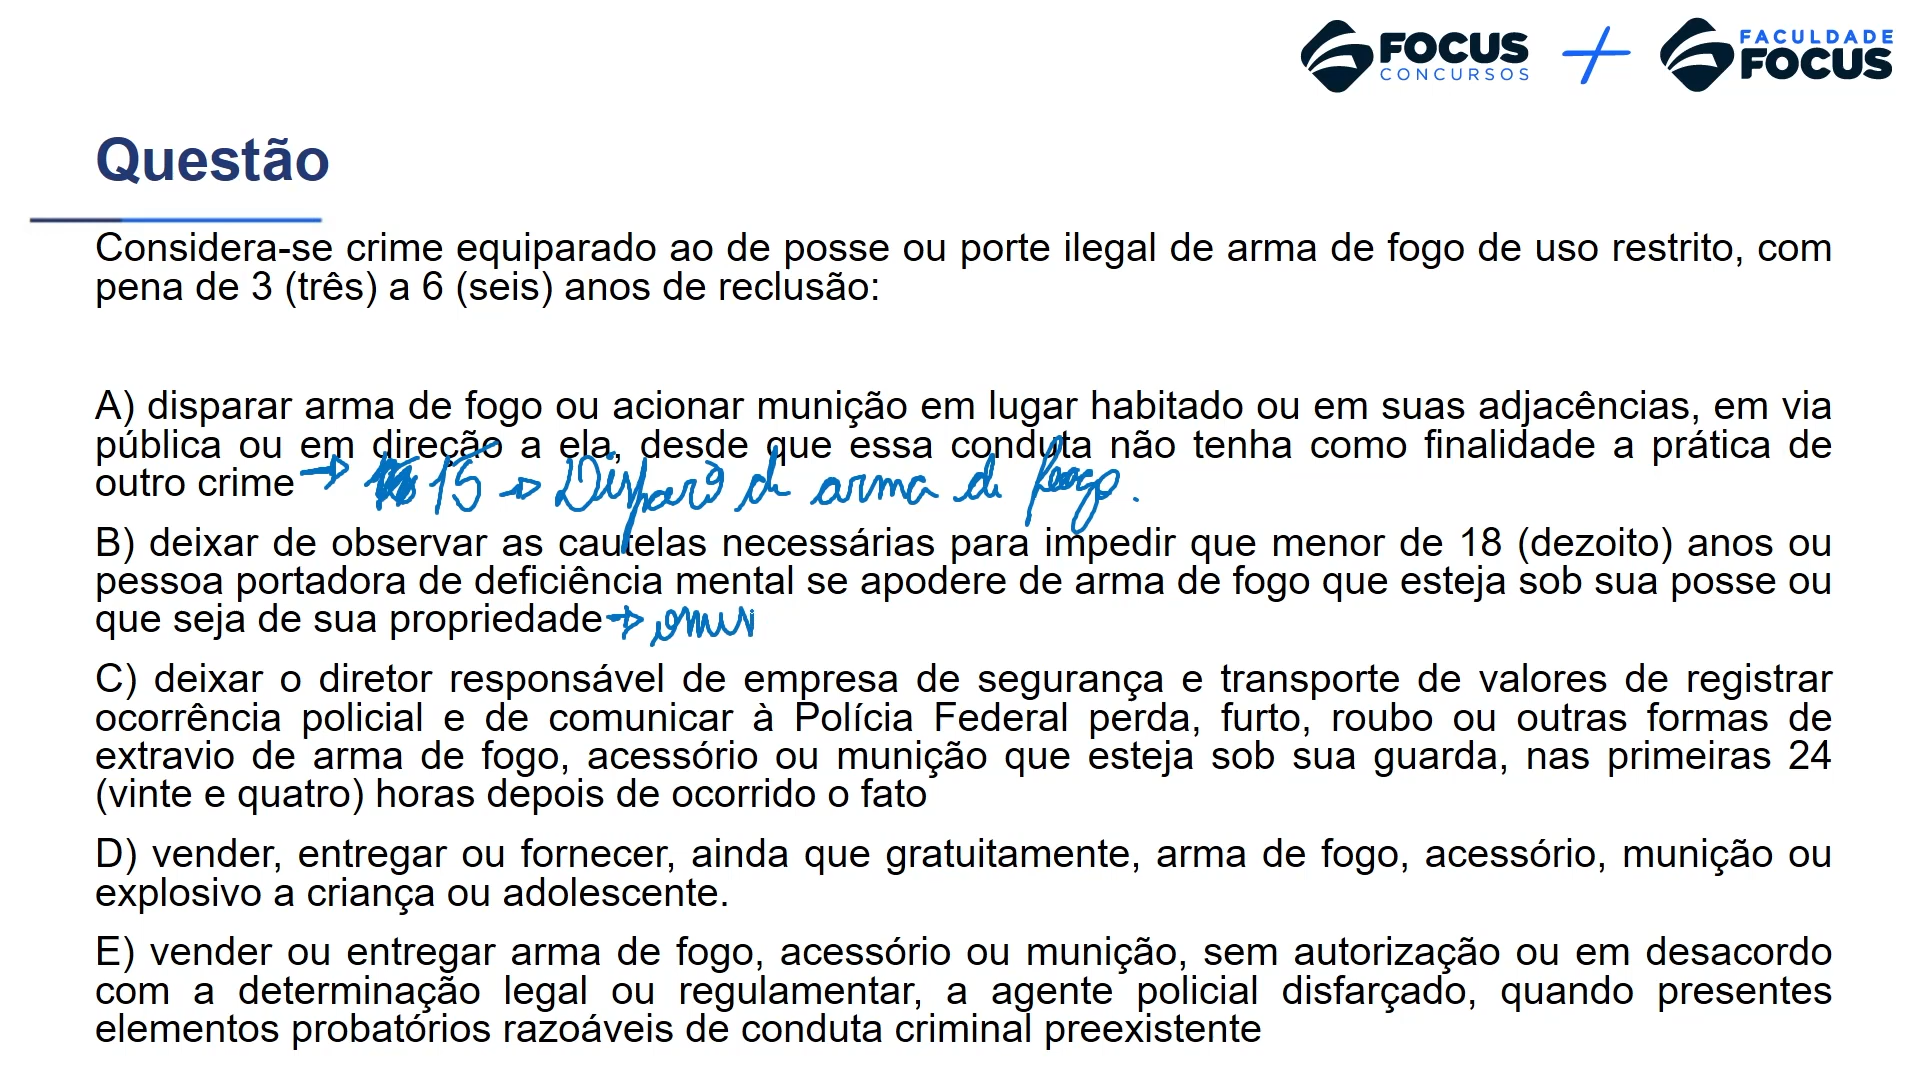 FOCUS
CONCURSOS
FACULDADE
FOCUS
Questão
Considera-se crime equiparado ao de posse ou porte ilegal de arma de fogo de uso restrito, com
pena de 3 (três) a 6 (seis) anos de reclusão:
A) disparar arma de fogo ou acionar munição em lugar habitado ou em suas adjacências, em via
pública ou em direção a ela, desde que essa conduta não tenha como finalidade a prática de
outro crime → 15 → Disparo de arma de fogo.
B) deixar de observar as cautelas necessárias para impedir que menor de 18 (dezoito) anos ou
pessoa portadora de deficiência mental se apodere de arma de fogo que esteja sob sua posse ou
que seja de sua propriedade →
C) deixar o diretor responsável de empresa de segurança e transporte de valores de registrar
ocorrência policial e de comunicar à Polícia Federal perda, furto, roubo ou outras formas de
extravio de arma de fogo, acessório ou munição que esteja sob sua guarda, nas primeiras 24
(vinte e quatro) horas depois de ocorrido o fato
D) vender, entregar ou fornecer, ainda que gratuitamente, arma de fogo, acessório, munição ou
explosivo a criança ou adolescente.
E) vender ou entregar arma de fogo, acessório ou munição, sem autorização ou em desacordo
com a determinação legal ou regulamentar, a agente policial disfarçado, quando presentes
elementos probatórios razoáveis de conduta criminal preexistente